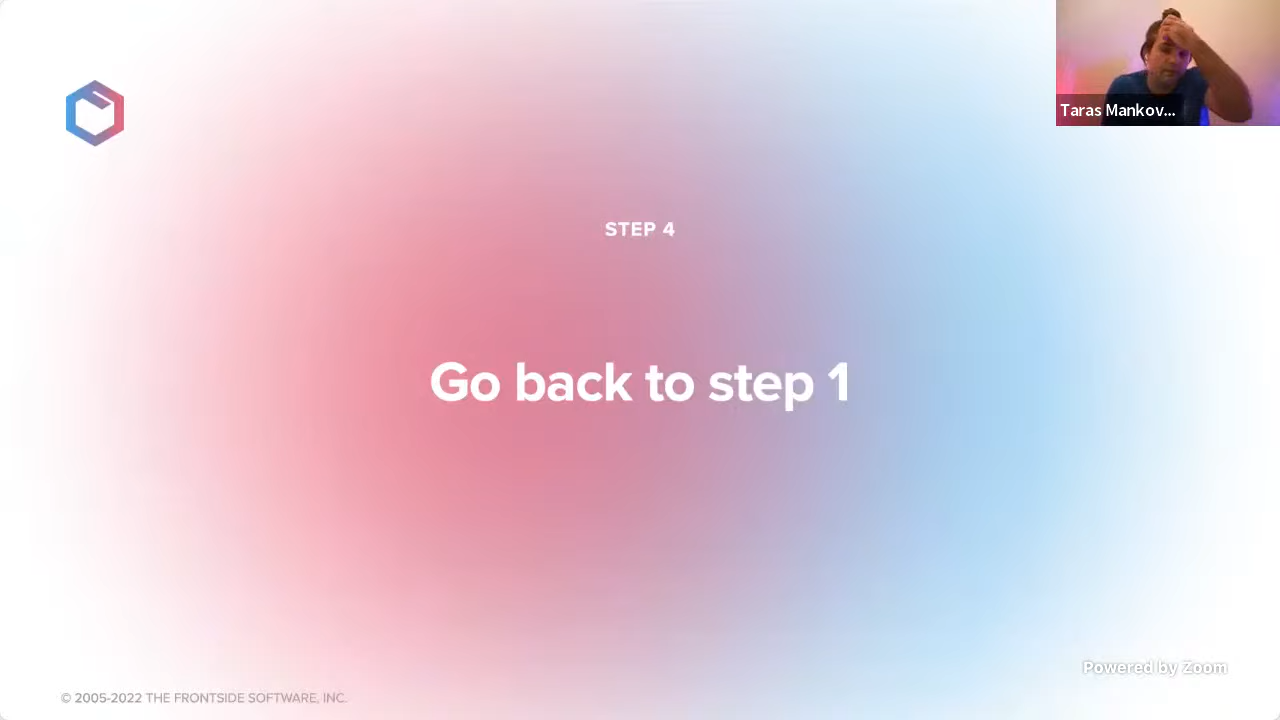 Taras Mankov...
STEP 4
Go back to step 1
Powered by Zoom
© 2005-2022 THE FRONTSIDE SOFTWARE, INC.